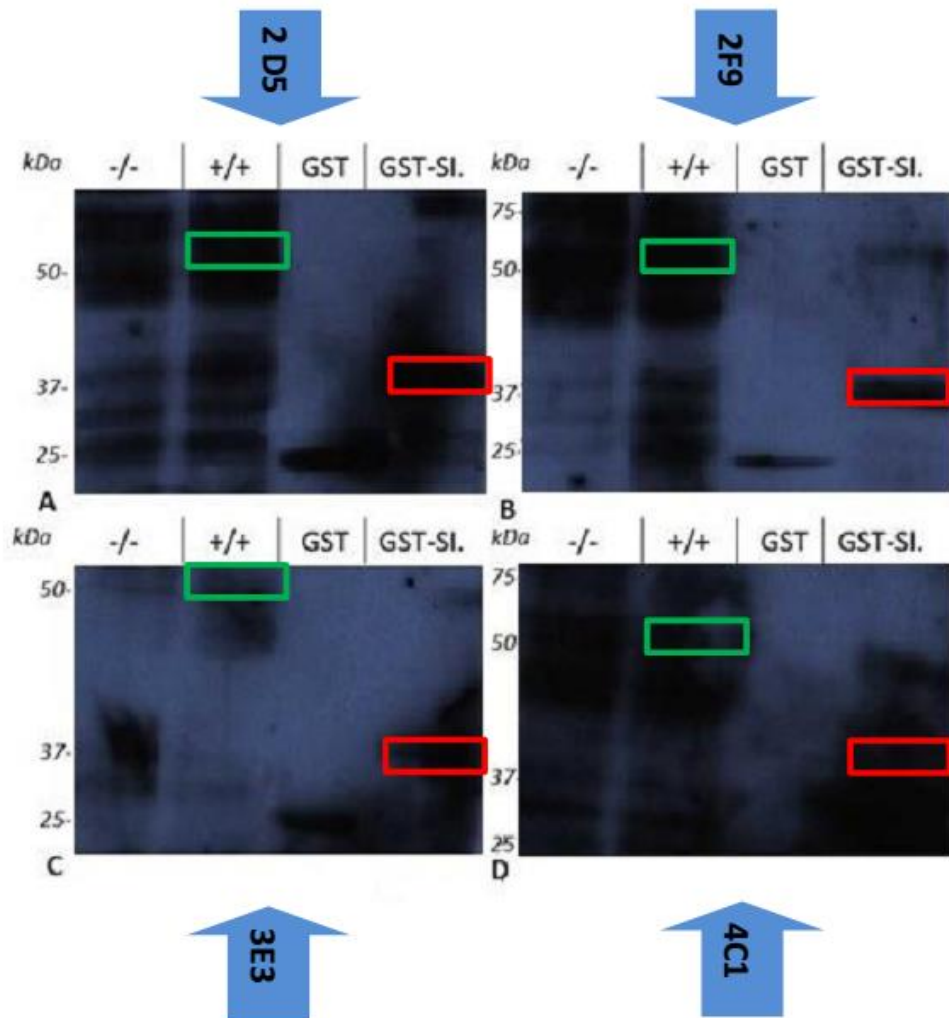 2 D5
2F9
kDa -/- +/+ GST GST-SI.
50-
37-
25-
A
kDa -/- +/+ GST GST-SI.
75-
50-
37-
25-
B
kDa -/- +/+ GST GST-SI.
50-
37-
25-
C
kDa -/- +/+ GST GST-SI.
75
50
37-
25
D
3E3
4C1